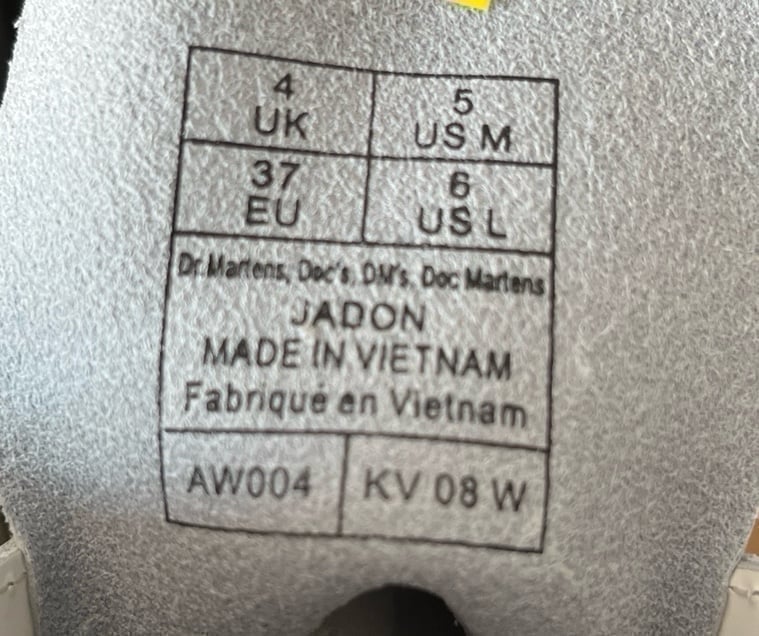 4
UK
5
US M
37
EU
6
US L
Dr.Martens, Doc's, DM's, Doc Martens
JADON
MADE IN VIETNAM
Fabriqué en Vietnam
AW004
KV 08 W